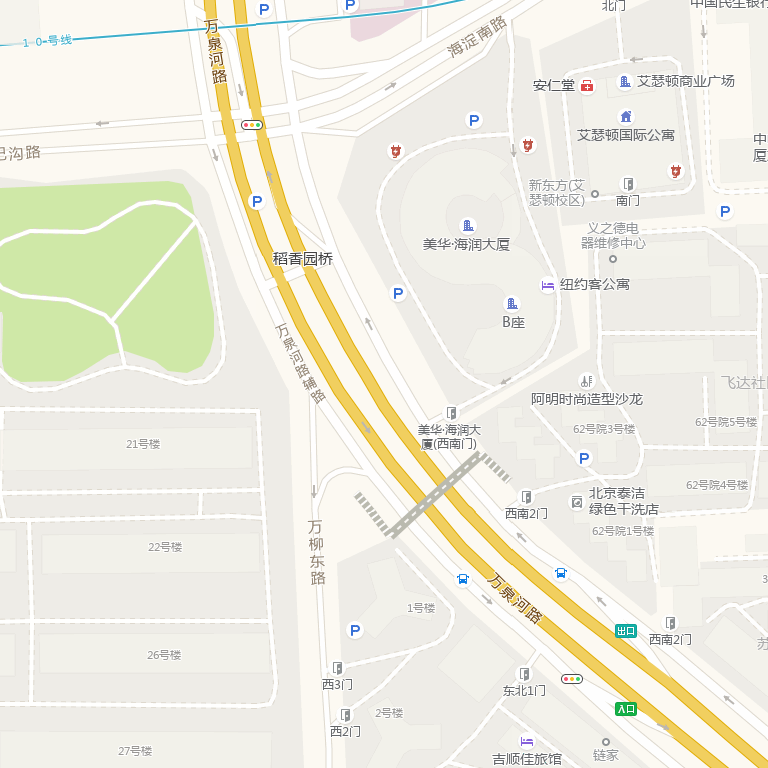 P
P
北门
中国民生银行
10号线
万泉河路
海淀南路
安仁堂
艾瑟顿商业广场
P
艾瑟顿国际公寓
巴沟路
新东方(艾
瑟顿校区)
南门
P
P
义之德电
器维修中心
美华·海润大厦
稻香园桥
纽约客公寓
P
B座
万泉河路辅路
飞达社
阿明时尚造型沙龙
美华·海润大
厦(西南门)
62号院3号楼
62号院5号楼
21号楼
P
62号院4号楼
北京泰洁
绿色干洗店
西南2门
62号院1号楼
万柳东路
22号楼
万泉河路
1号楼
P
出口
西南2门
苏
26号楼
西3门
东北1门
2号楼
西2门
入口
27号楼
吉顺佳旅馆
链家